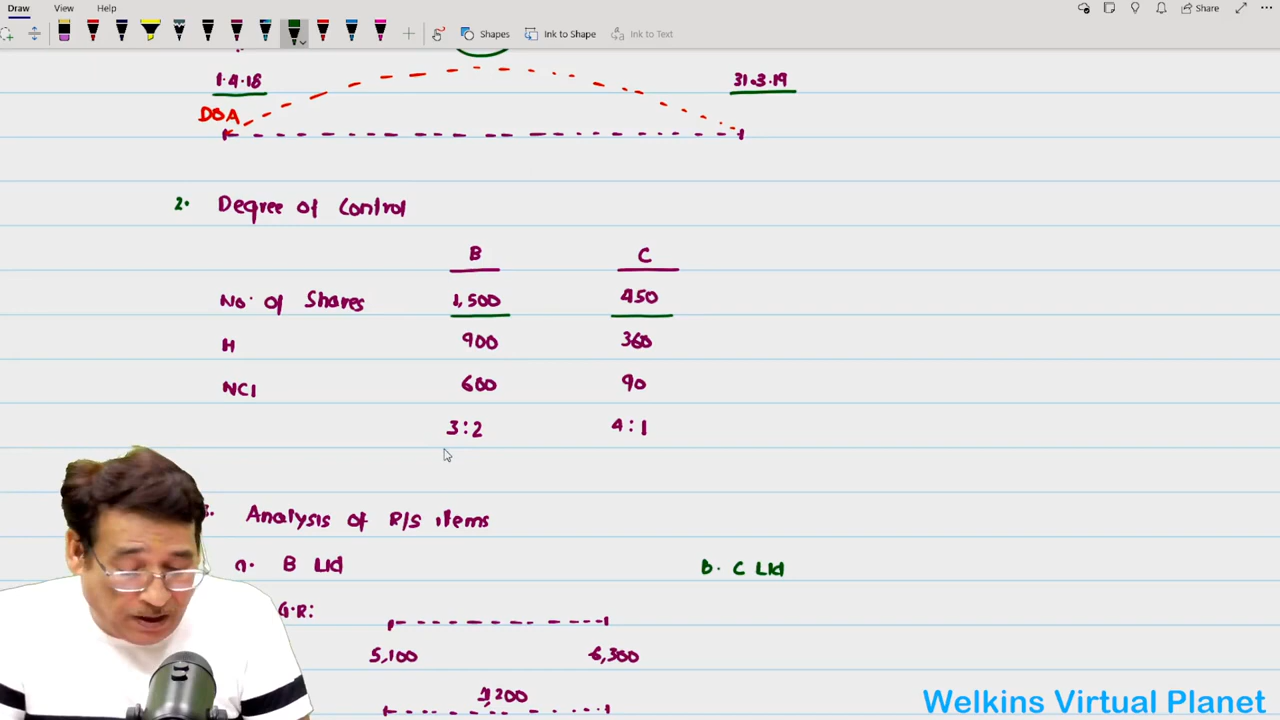 Draw View Help Share
Shapes Ink to Shape Ink to Text
1.4.18 31.3.19
DOA
2. Degree of Control
B C
No. of Shares 1,500 450
H 900 360
NCI 600 90
3:2 4:1
3. Analysis of R/S items
a. B Ltd b. C Ltd
G.R:
5,100 6,300
1,200
Welkins Virtual Planet